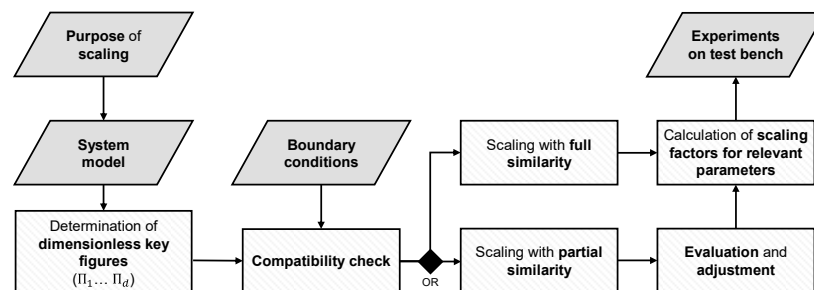 Purpose of
scaling
System
model
Determination of
dimensionless key
figures
(Π₁… Π_d)
Boundary
conditions
Compatibility check
OR
Scaling with full
similarity
Scaling with partial
similarity
Experiments
on test bench
Calculation of scaling
factors for relevant
parameters
Evaluation and
adjustment